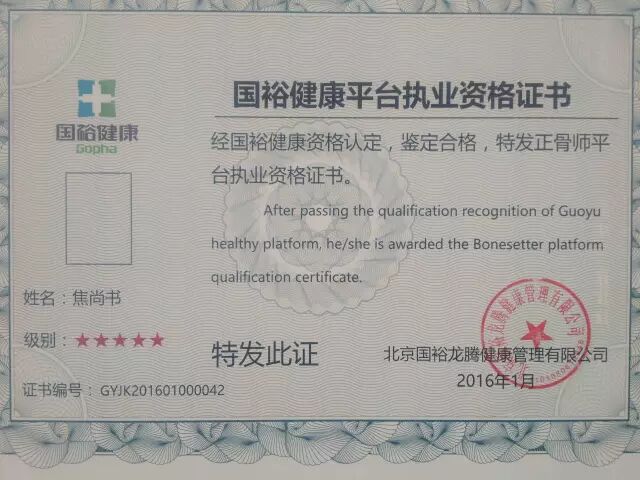 国裕健康
Gopha
国裕健康平台执业资格证书
经国裕健康资格认定，鉴定合格，特发正骨师平
台执业资格证书。
After passing the qualification recognition of Guoyu
healthy platform, he/she is awarded the Bonesetter platform
qualification certificate.
姓名：焦尚书
级别：★★★★★
证书编号：GYJK201601000042
特发此证
北京国裕龙腾健康管理有限公司
2016年1月